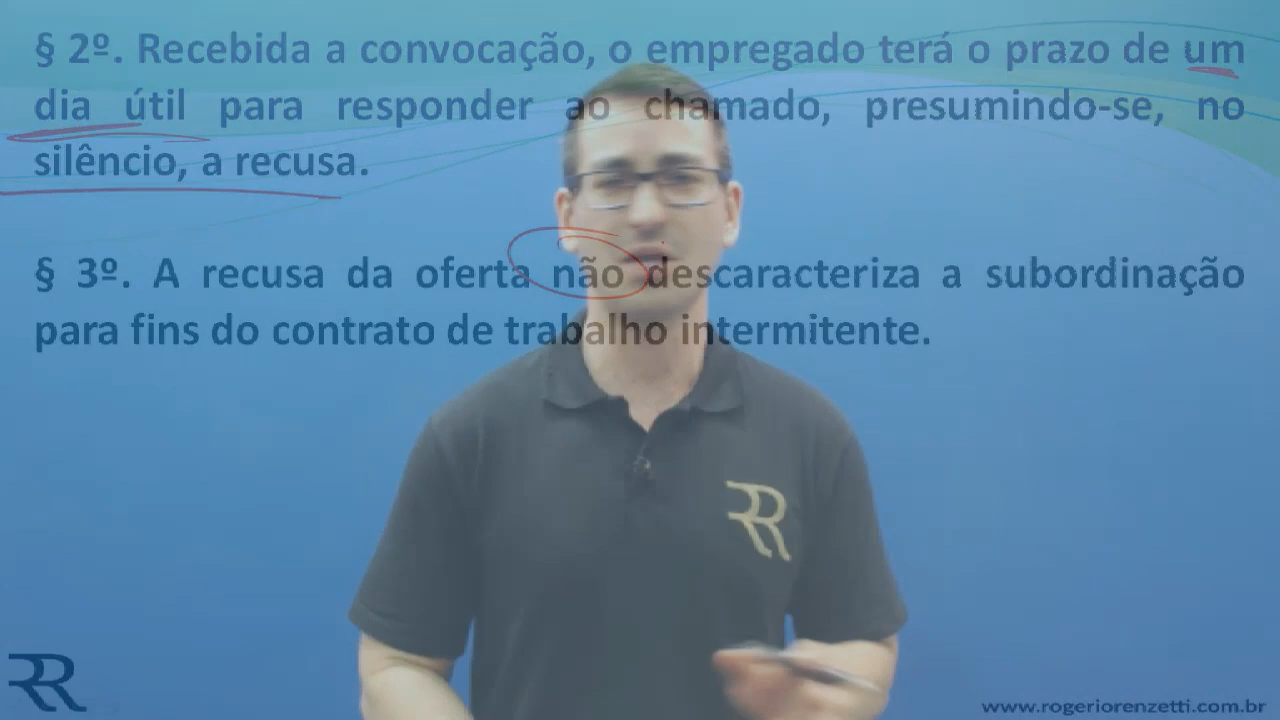 § 2º. Recebida a convocação, o empregado terá o prazo de um
dia útil para responder ao chamado, presumindo-se, no
silêncio, a recusa.
§ 3º. A recusa da oferta não descaracteriza a subordinação
para fins do contrato de trabalho intermitente.
RR
RR
www.rogeriorenzetti.com.br